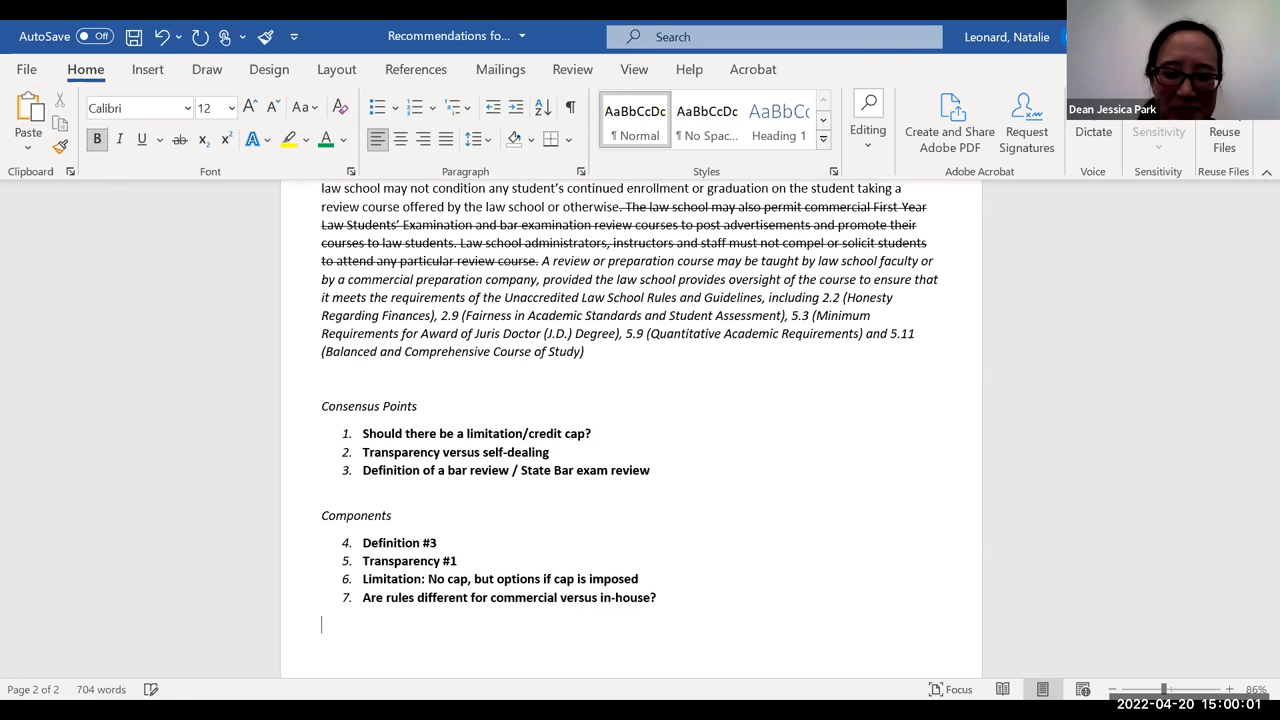 AutoSave Off Recommendations fo... Search Leonard, Natalie
File Home Insert Draw Design Layout References Mailings Review View Help Acrobat
Dean Jessica Park
Calibri 12 Aa
Paste
B I U ab x2 x2 A A
AaBbCcDc AaBbCcDc AaBbCc
Normal No Spac... Heading 1
Editing
Create and Share Adobe PDF
Request Signatures
Dictate
Sensitivity
Reuse Files
Clipboard Font Paragraph Styles Adobe Acrobat Voice Sensitivity Reuse Files
law school may not condition any student's continued enrollment or graduation on the student taking a
review course offered by the law school or otherwise. The law school may also permit commercial First Year
Law Students' Examination and bar examination review courses to post advertisements and promote their
courses to law students. Law school administrators, instructors and staff must not compel or solicit students
to attend any particular review course. A review or preparation course may be taught by law school faculty or
by a commercial preparation company, provided the law school provides oversight of the course to ensure that
it meets the requirements of the Unaccredited Law School Rules and Guidelines, including 2.2 (Honesty
Regarding Finances), 2.9 (Fairness in Academic Standards and Student Assessment), 5.3 (Minimum
Requirements for Award of Juris Doctor (J.D.) Degree), 5.9 (Quantitative Academic Requirements) and 5.11
(Balanced and Comprehensive Course of Study)
Consensus Points
1. Should there be a limitation/credit cap?
2. Transparency versus self-dealing
3. Definition of a bar review / State Bar exam review
Components
4. Definition #3
5. Transparency #1
6. Limitation: No cap, but options if cap is imposed
7. Are rules different for commercial versus in-house?
Page 2 of 2 704 words Focus 86%
2022-04-20 15:00:01